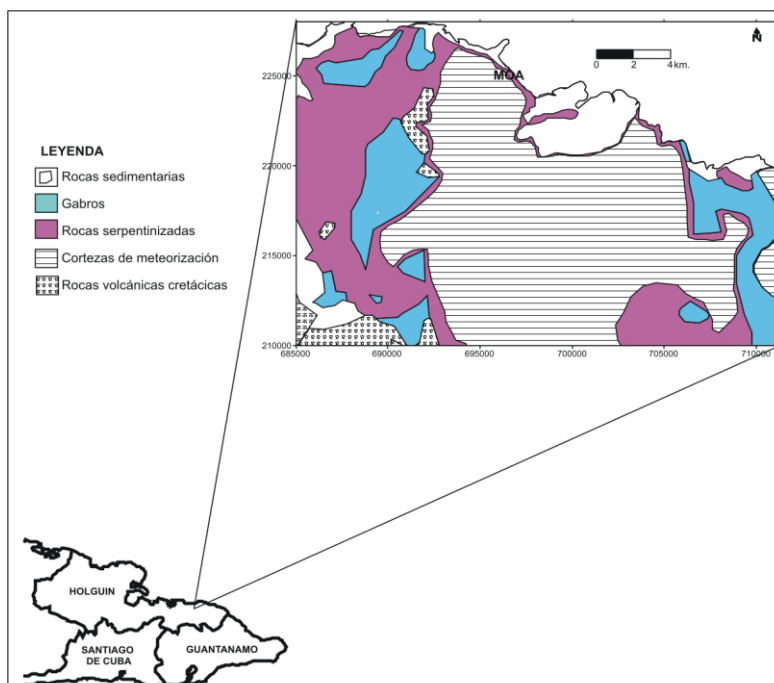 N
225000
MOA
0 2 4 km.
LEYENDA
Rocas sedimentarias
220000
Gabros
Rocas serpentinizadas
215000
Cortezas de meteorización
Rocas volcánicas cretácicas
210000
685000 690000 695000 700000 705000 710000
HOLGUIN
SANTIAGO
DE CUBA
GUANTANAMO